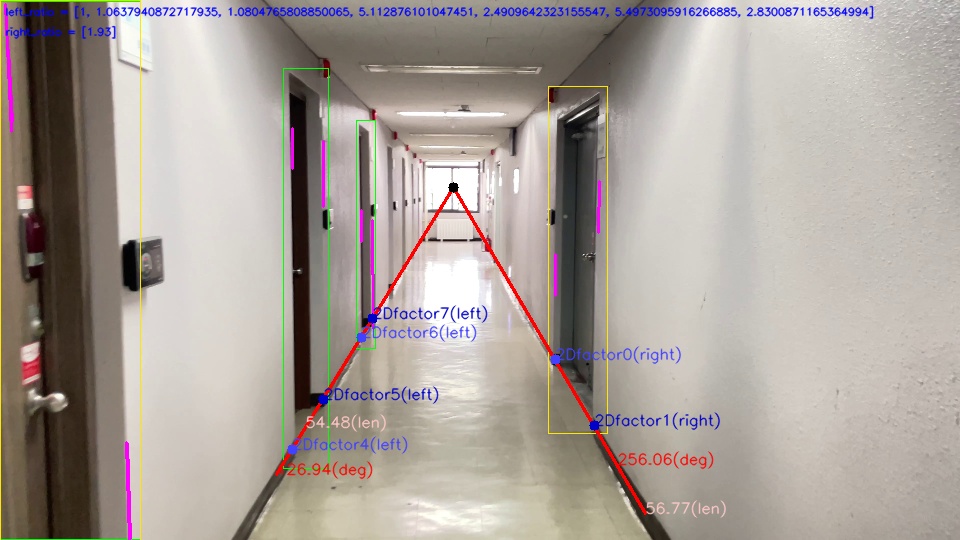 left_ratio = [1, 1.0637940872717935, 1.0804765808850065, 5.112876101047451, 2.4909642323155547, 5.4973095916266885, 2.8300871165364994]
right_ratio = [1.93]
2Dfactor7(left)
2Dfactor6(left)
2Dfactor0(right)
2Dfactor5(left)
54.48(len)
2Dfactor1(right)
2Dfactor4(left)
256.06(deg)
26.94(deg)
56.77(len)